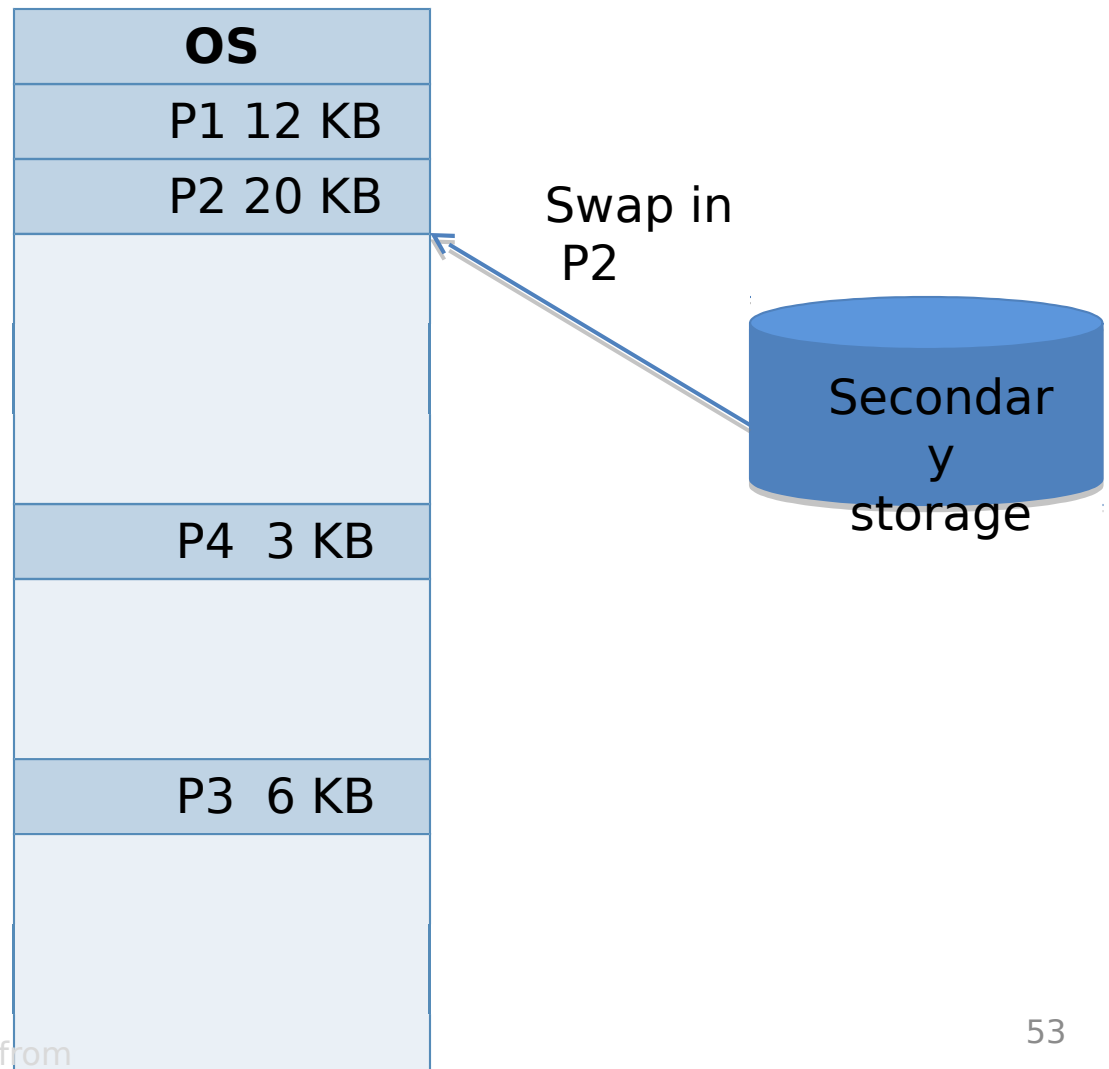 OS
P1 12 KB
P2 20 KB
Swap in
P2
Secondar
y
storage
P4 3 KB
P3 6 KB
53
from